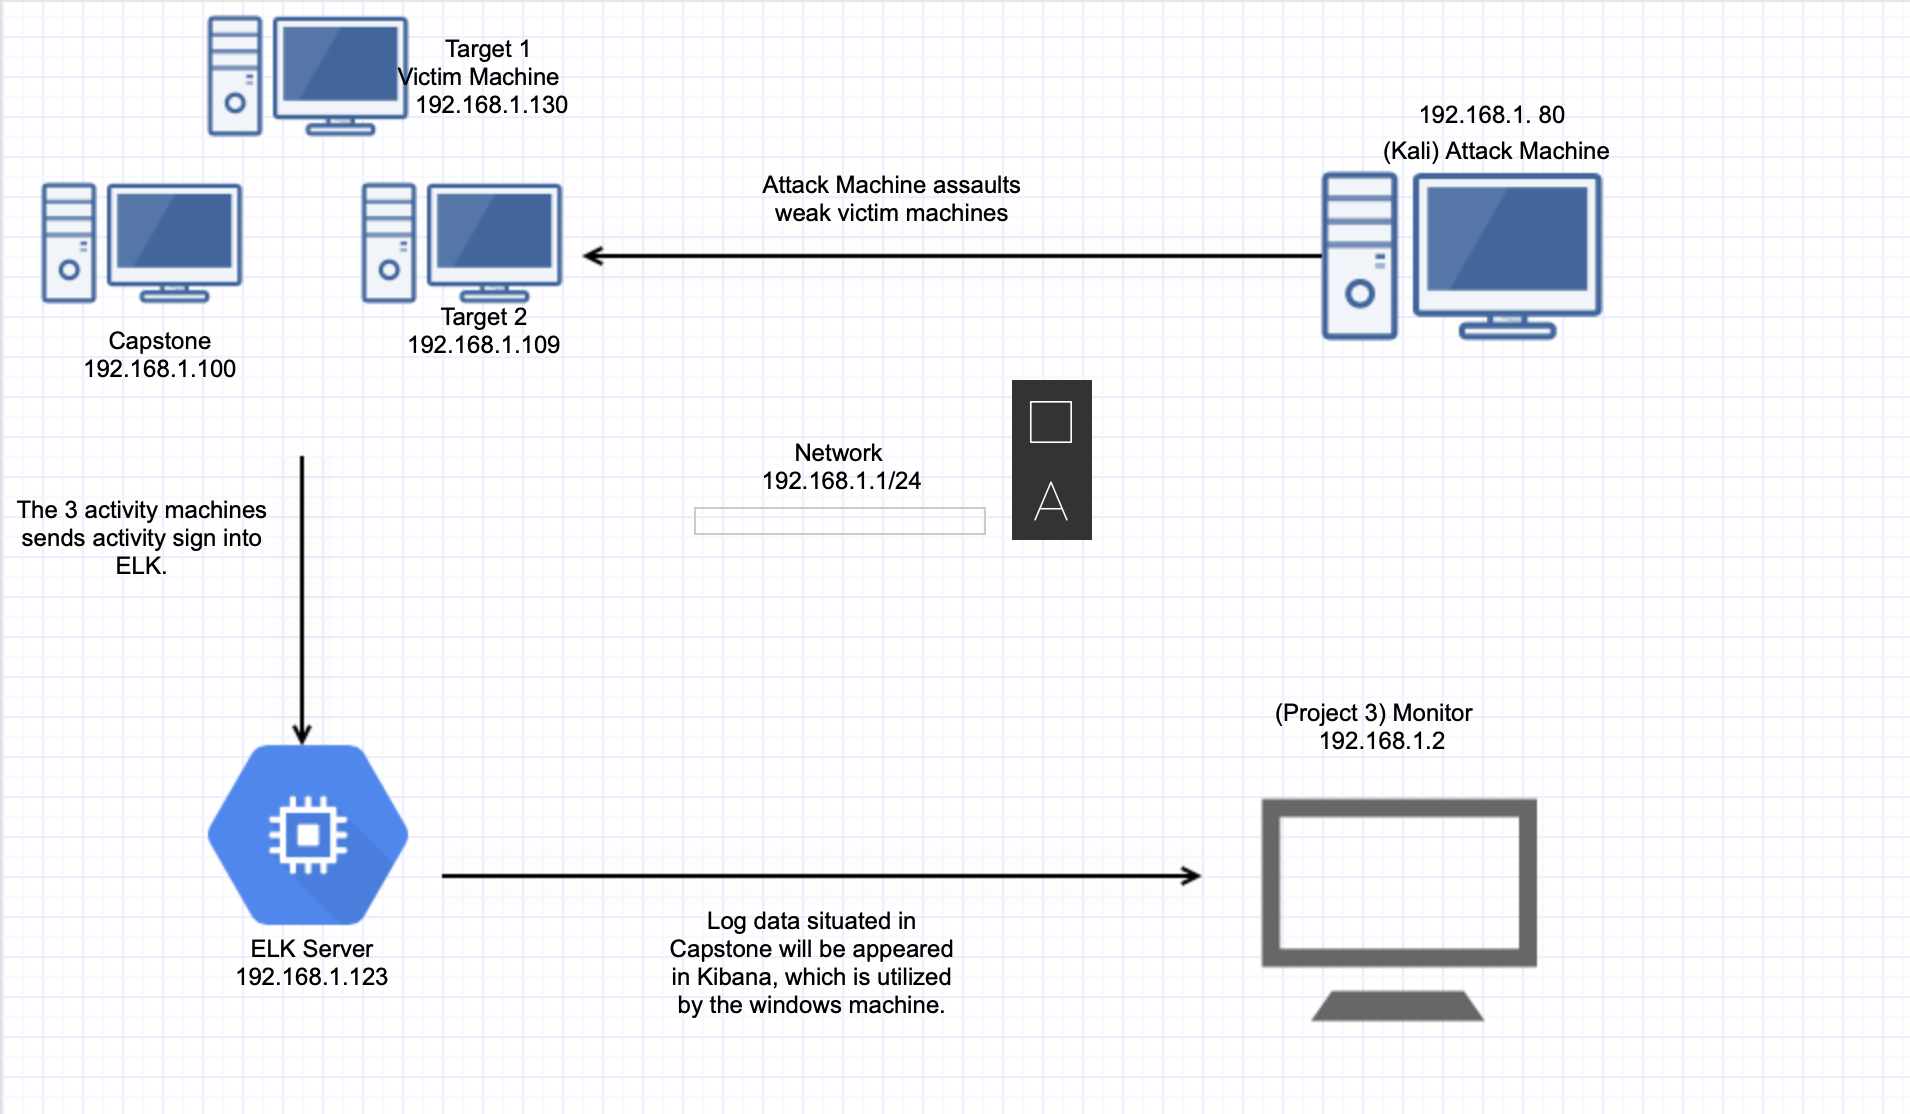 Target 1
Victim Machine
192.168.1.130
192.168.1. 80
(Kali) Attack Machine
Attack Machine assaults
weak victim machines
Target 2
192.168.1.109
Capstone
192.168.1.100
Network
192.168.1.1/24
A
The 3 activity machines
sends activity sign into
ELK.
(Project 3) Monitor
192.168.1.2
ELK Server
192.168.1.123
Log data situated in
Capstone will be appeared
in Kibana, which is utilized
by the windows machine.